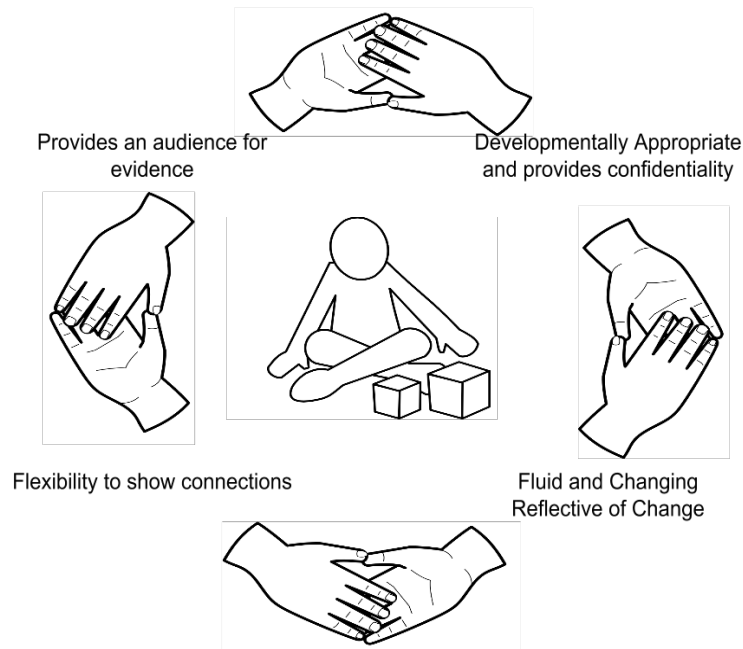 Provides an audience for
evidence
Developmentally Appropriate
and provides confidentiality
Flexibility to show connections
Fluid and Changing
Reflective of Change